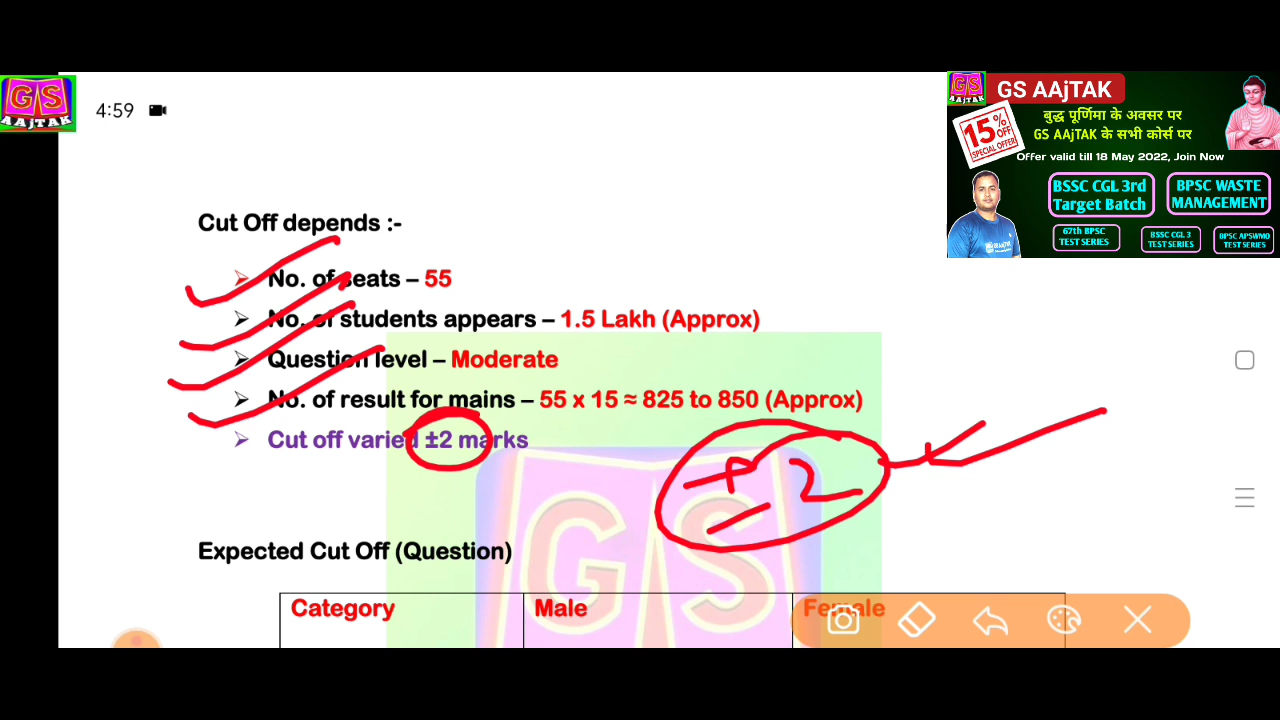 GS
AAjTAK
4:59
GS
AAjTAK
GS AAjTAK
15%
OFF
SPECIAL OFFER
बुद्ध पूर्णिमा के अवसर पर
GS AAjTAK के सभी कोर्स पर
Offer valid till 18 May 2022, Join Now
BSSC CGL 3rd
Target Batch
BPSC WASTE
MANAGEMENT
67th BPSC
TEST SERIES
BSSC CGL 3
TEST SERIES
BPSC APSWMO
TEST SERIES
Cut Off depends :-
➢ No. of seats – 55
➢ No. of students appears – 1.5 Lakh (Approx)
➢ Question level – Moderate
➢ No. of result for mains – 55 x 15 ≈ 825 to 850 (Approx)
➢ Cut off varied ±2 marks
± 2
GS
Expected Cut Off (Question)
Category Male Female